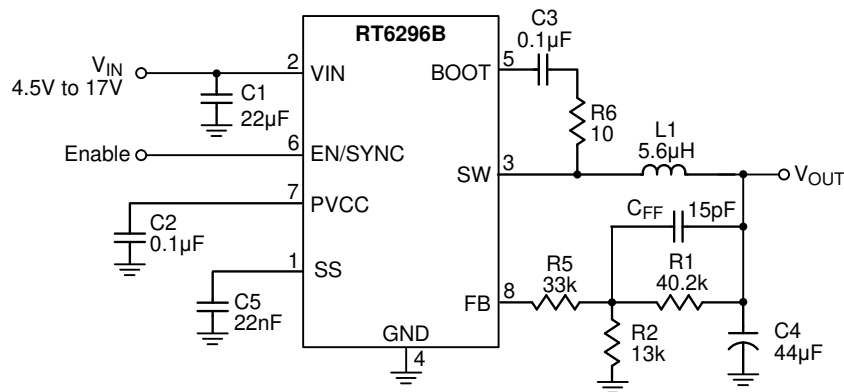 RT6296B
V_IN
4.5V to 17V
2
VIN
C1
22µF
Enable
6
EN/SYNC
7
PVCC
C2
0.1µF
1
SS
C5
22nF
GND
4
BOOT
5
C3
0.1µF
R6
10
SW
3
L1
5.6µH
V_OUT
C_FF
15pF
FB
8
R5
33k
R1
40.2k
R2
13k
C4
44µF